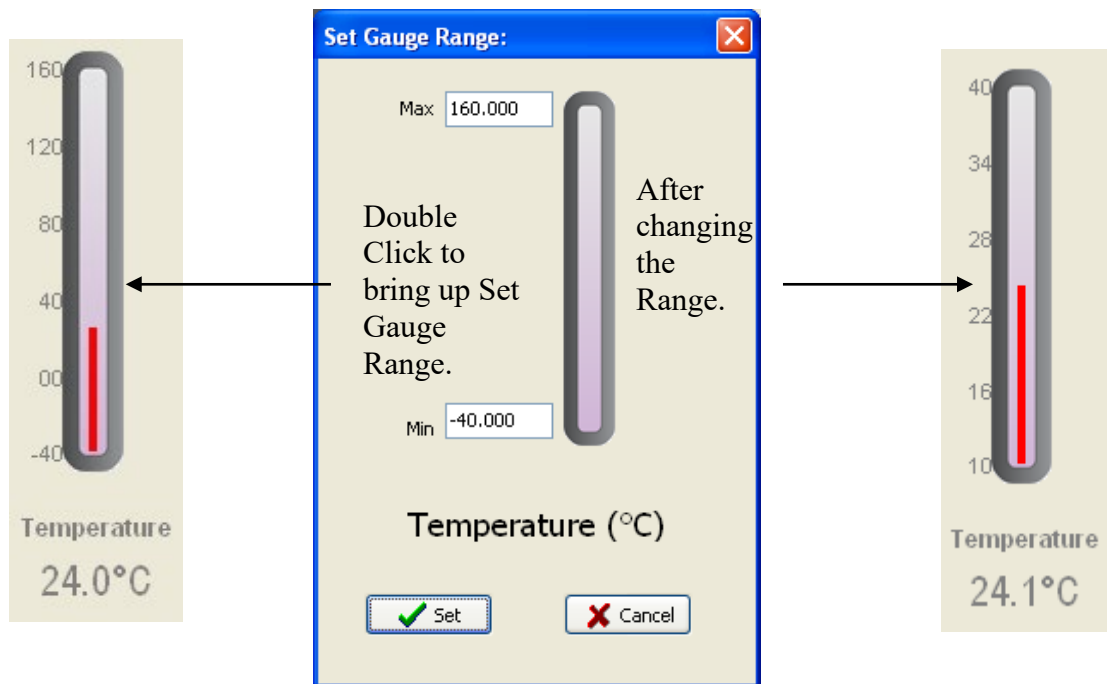 160
120
80
40
00
-40
Temperature
24.0°C
Set Gauge Range:
Max 160.000
Double
Click to
bring up Set
Gauge
Range.
After
changing
the
Range.
Min -40.000
Temperature (°C)
Set
Cancel
40
34
28
22
16
10
Temperature
24.1°C